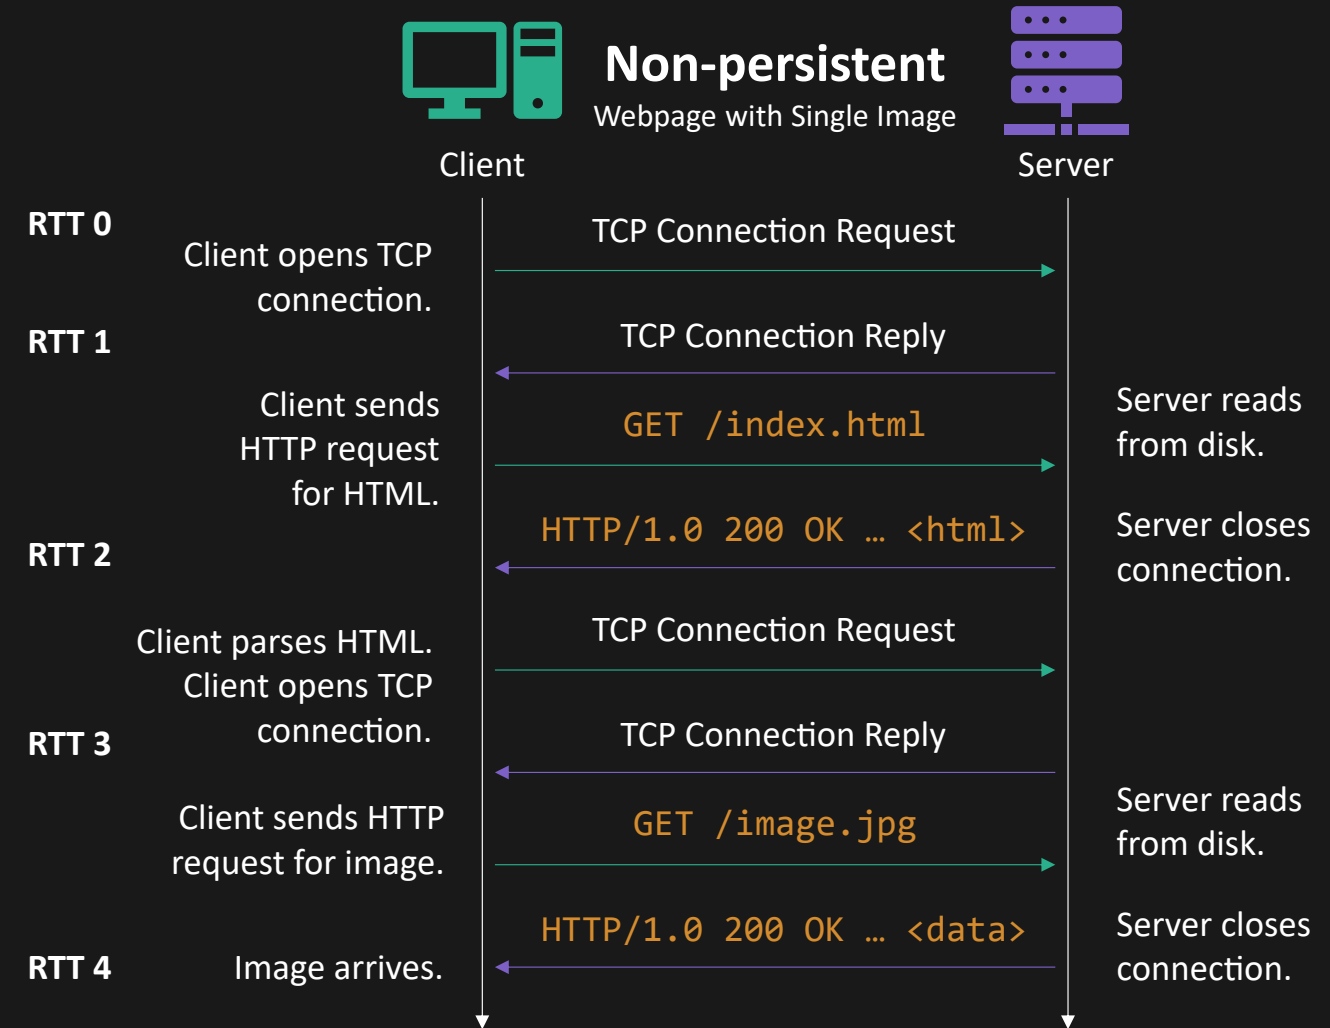 Non-persistent
Webpage with Single Image
Client
Server
RTT 0
Client opens TCP
connection.
TCP Connection Request
RTT 1
TCP Connection Reply
Client sends
HTTP request
for HTML.
GET /index.html
Server reads
from disk.
RTT 2
HTTP/1.0 200 OK … <html>
Server closes
connection.
Client parses HTML.
Client opens TCP
connection.
TCP Connection Request
RTT 3
TCP Connection Reply
Client sends HTTP
request for image.
GET /image.jpg
Server reads
from disk.
HTTP/1.0 200 OK … <data>
Server closes
connection.
RTT 4
Image arrives.